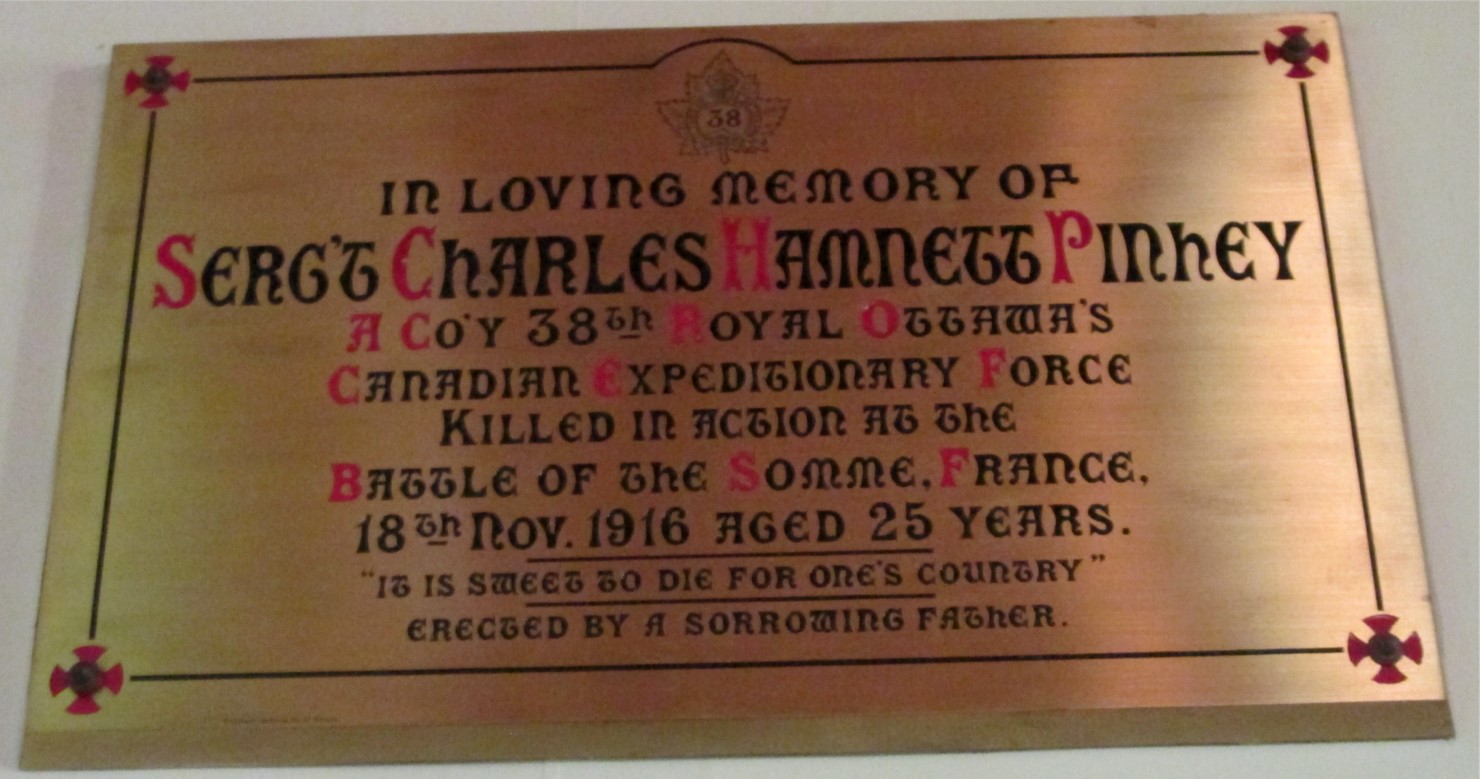 38
IN LOVING MEMORY OF
SERG'T CHARLES HAMNETT PINHEY
A CO'Y 38th ROYAL OTTAWA'S
CANADIAN EXPEDITIONARY FORCE
KILLED IN ACTION AT THE
BATTLE OF THE SOMME, FRANCE,
18th NOV. 1916 AGED 25 YEARS.
"IT IS SWEET TO DIE FOR ONE'S COUNTRY"
ERECTED BY A SORROWING FATHER.